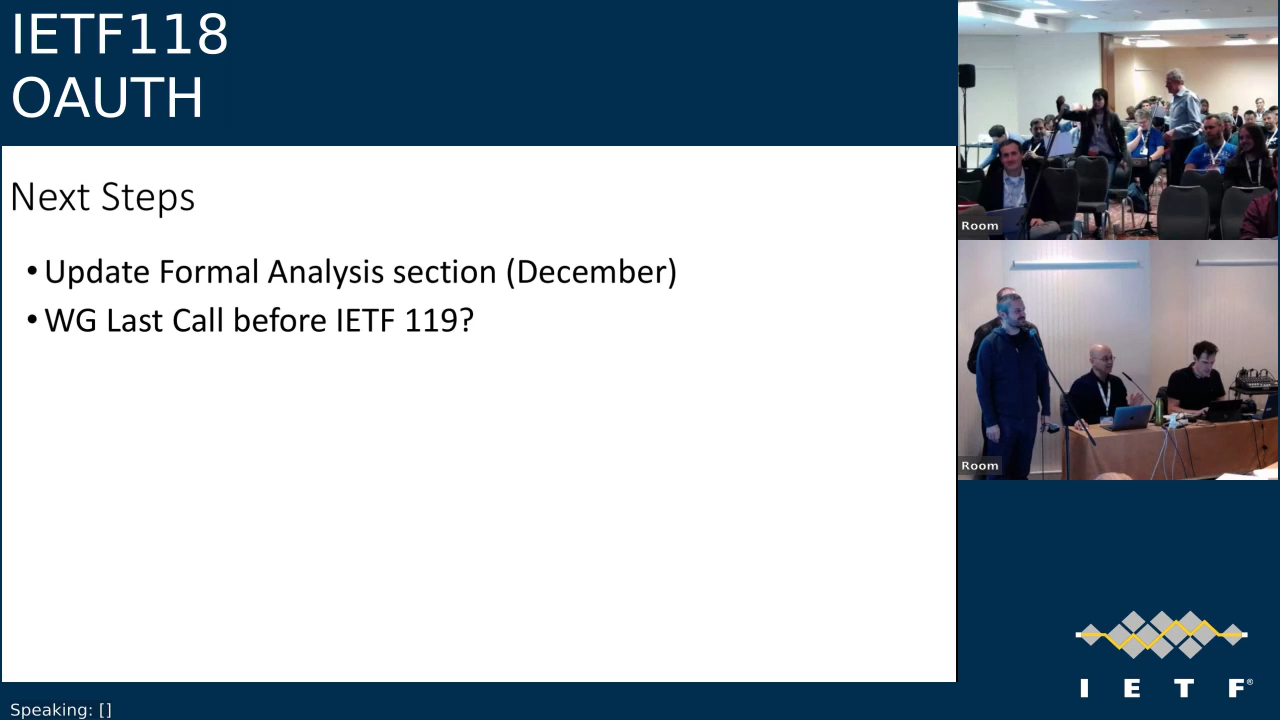 IETF118
OAUTH
Next Steps
• Update Formal Analysis section (December)
• WG Last Call before IETF 119?
Room
Room
I E T F®
Speaking: []